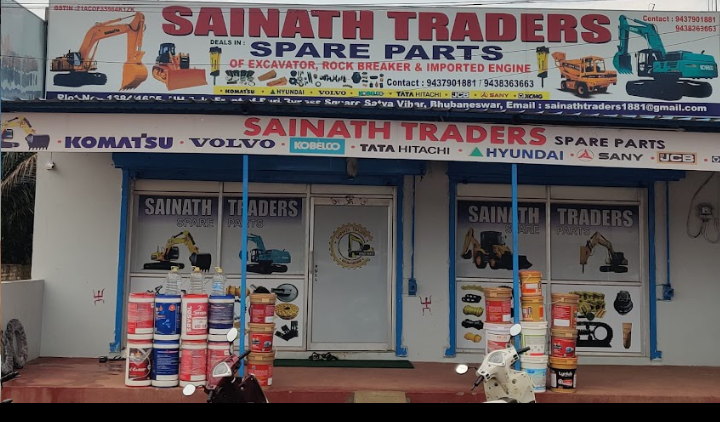 SAINATH TRADERS
Contact : 9437901881
9438363663
DEALS IN :
SPARE PARTS
OF EXCAVATOR, ROCK BREAKER & IMPORTED ENGINE
Contact : 9437901881 / 9438363663
KOMATSU HYUNDAI VOLVO KOBELCO TATA HITACHI JCB SANY XCMG
Satya Vihar, Bhubaneswar, Email : sainathtraders1881@gmail.com
SAINATH TRADERS SPARE PARTS
KOMATSU VOLVO KOBELCO TATA HITACHI HYUNDAI SANY JCB
SAINATH TRADERS
SPARE PARTS
SAINATH TRADERS
SPARE PARTS